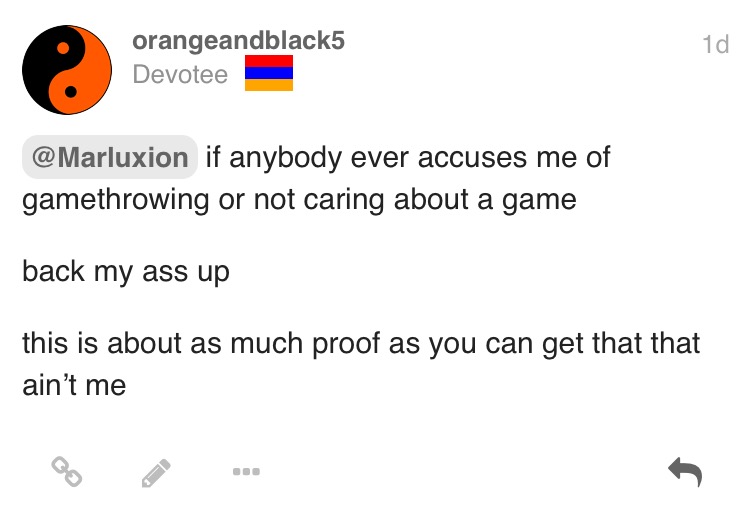 orangeandblack5
1d
Devotee
@Marluxion if anybody ever accuses me of
gamethrowing or not caring about a game
back my ass up
this is about as much proof as you can get that that
ain’t me